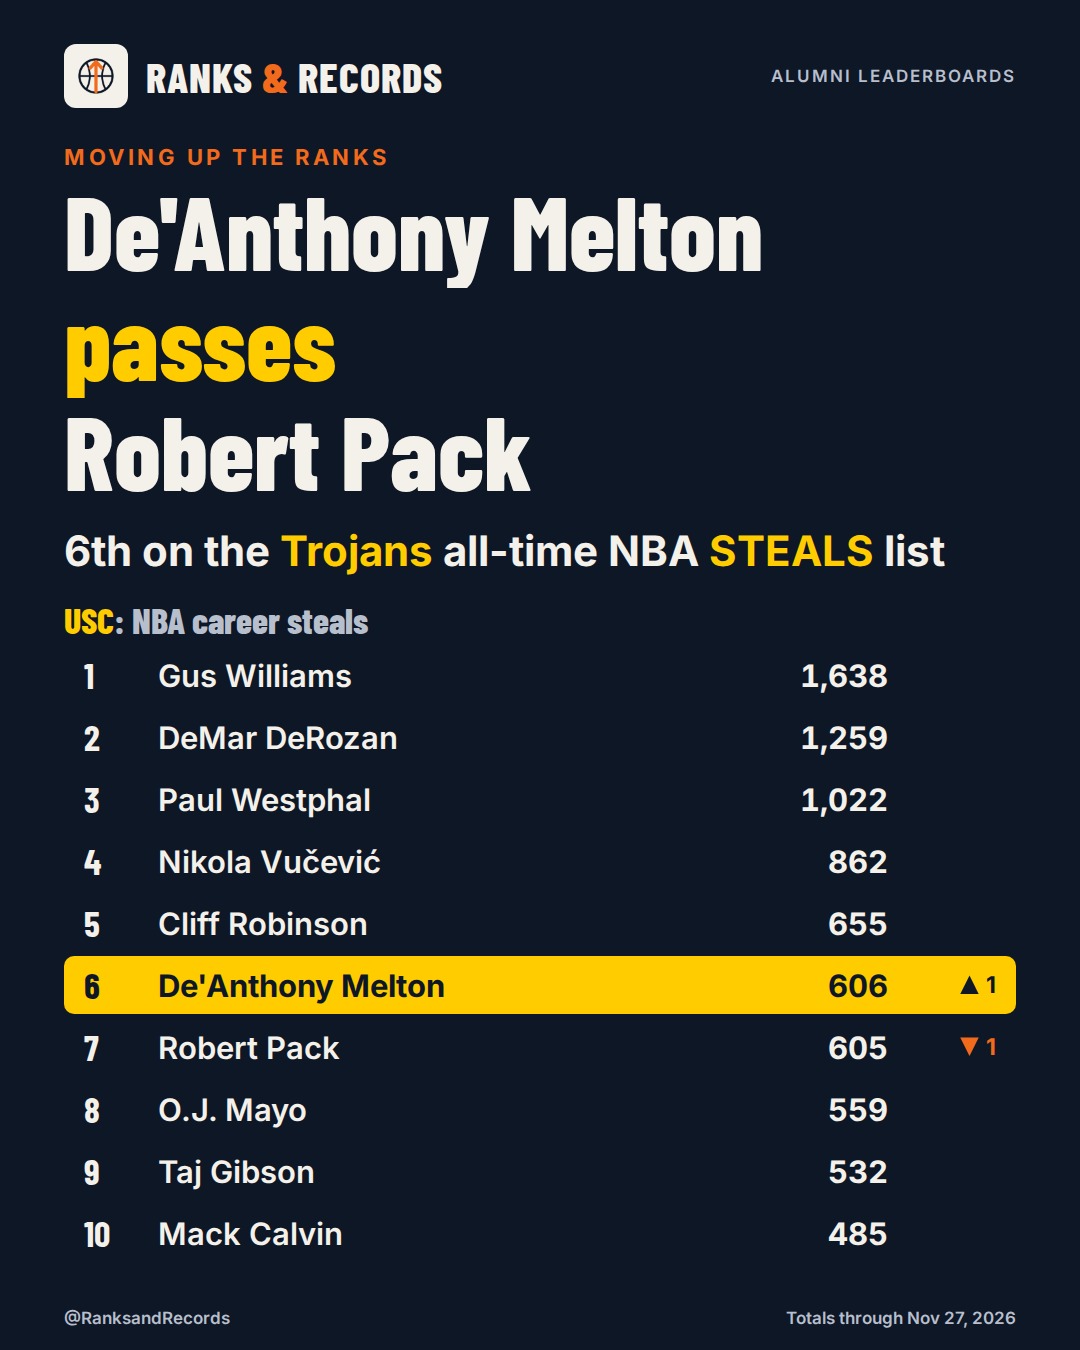 RANKS & RECORDS
ALUMNI LEADERBOARDS
MOVING UP THE RANKS
De'Anthony Melton
passes
Robert Pack
6th on the Trojans all-time NBA STEALS list
USC: NBA career steals
1 Gus Williams 1,638
2 DeMar DeRozan 1,259
3 Paul Westphal 1,022
4 Nikola Vučević 862
5 Cliff Robinson 655
6 De'Anthony Melton 606 ▲ 1
7 Robert Pack 605 ▼ 1
8 O.J. Mayo 559
9 Taj Gibson 532
10 Mack Calvin 485
@RanksandRecords
Totals through Nov 27, 2026